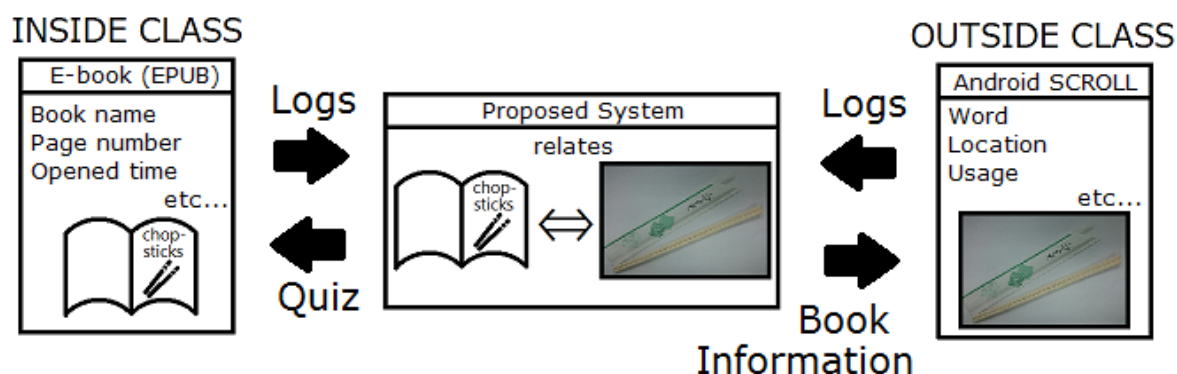 INSIDE CLASS
E-book (EPUB)
Book name
Page number
Opened time
etc...
chop-
sticks
Logs
Quiz
Proposed System
relates
chop-
sticks
Logs
Book
Information
OUTSIDE CLASS
Android SCROLL
Word
Location
Usage
etc...